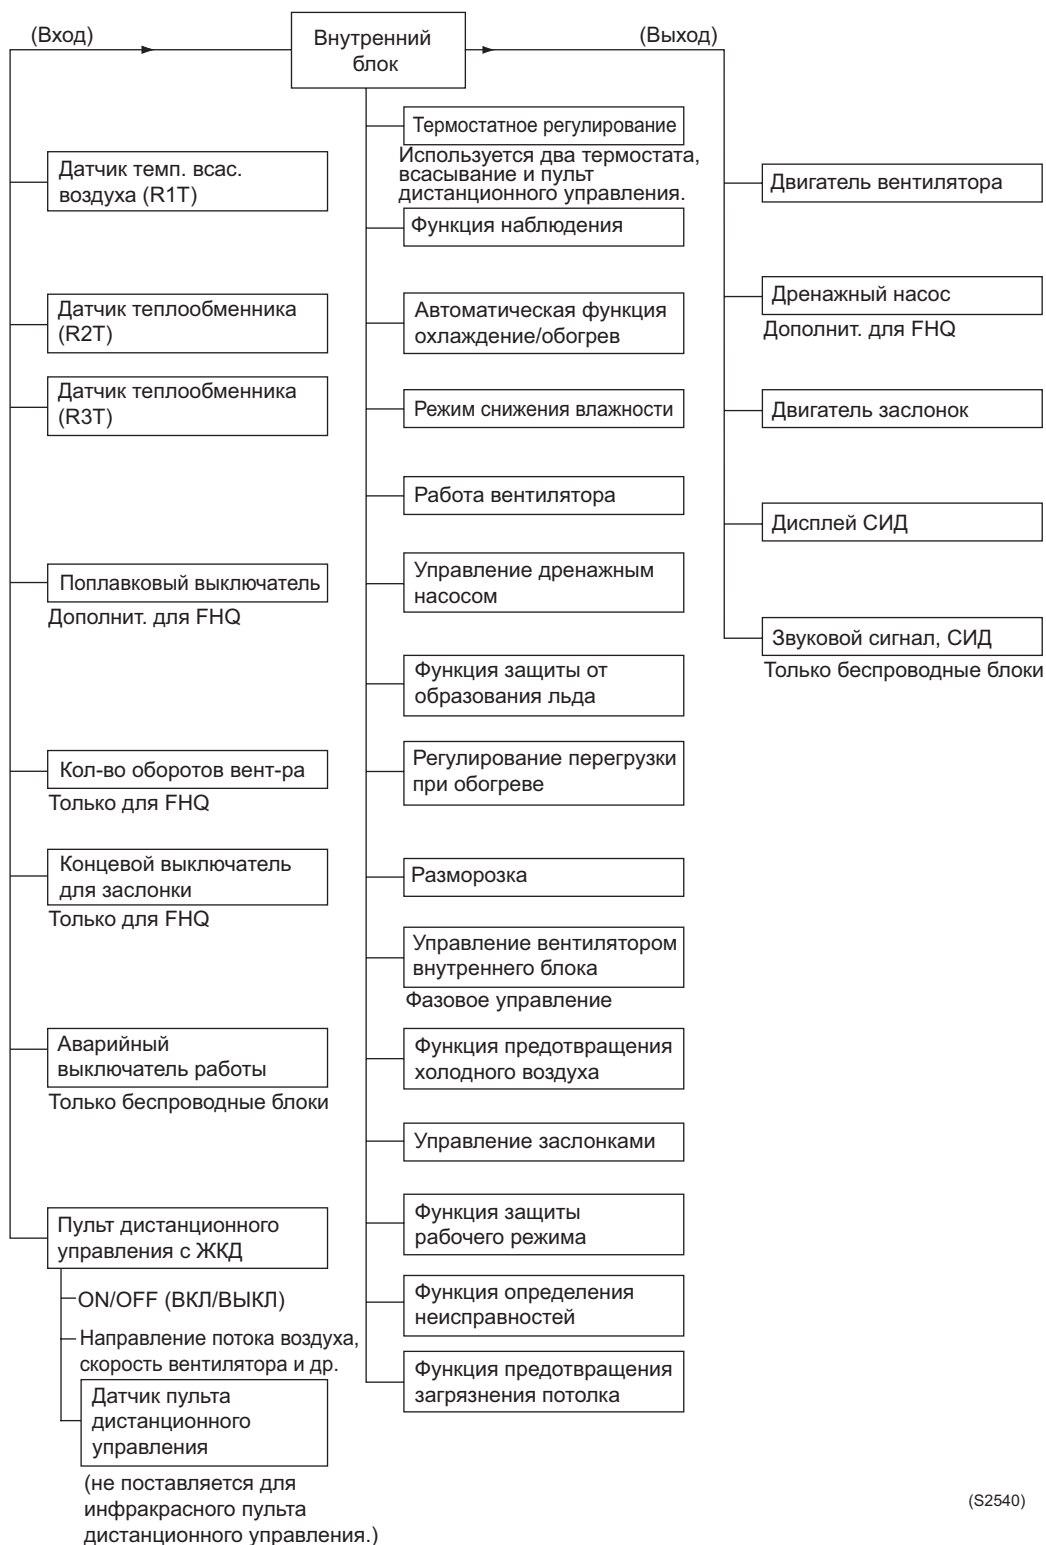 (Вход)
Внутренний
блок
(Выход)
Датчик темп. всас.
воздуха (R1T)
Датчик теплообменника
(R2T)
Датчик теплообменника
(R3T)
Поплавковый выключатель
Дополнит. для FHQ
Кол-во оборотов вент-ра
Только для FHQ
Концевой выключатель
для заслонки
Только для FHQ
Аварийный
выключатель работы
Только беспроводные блоки
Пульт дистанционного
управления с ЖКД
ON/OFF (ВКЛ/ВЫКЛ)
Направление потока воздуха,
скорость вентилятора и др.
Датчик пульта
дистанционного
управления
(не поставляется для
инфракрасного пульта
дистанционного управления.)
Термостатное регулирование
Используется два термостата,
всасывание и пульт
дистанционного управления.
Функция наблюдения
Автоматическая функция
охлаждение/обогрев
Режим снижения влажности
Работа вентилятора
Управление дренажным
насосом
Функция защиты от
образования льда
Регулирование перегрузки
при обогреве
Разморозка
Управление вентилятором
внутреннего блока
Фазовое управление
Функция предотвращения
холодного воздуха
Управление заслонками
Функция защиты
рабочего режима
Функция определения
неисправностей
Функция предотвращения
загрязнения потолка
Двигатель вентилятора
Дренажный насос
Дополнит. для FHQ
Двигатель заслонок
Дисплей СИД
Звуковой сигнал, СИД
Только беспроводные блоки
(S2540)